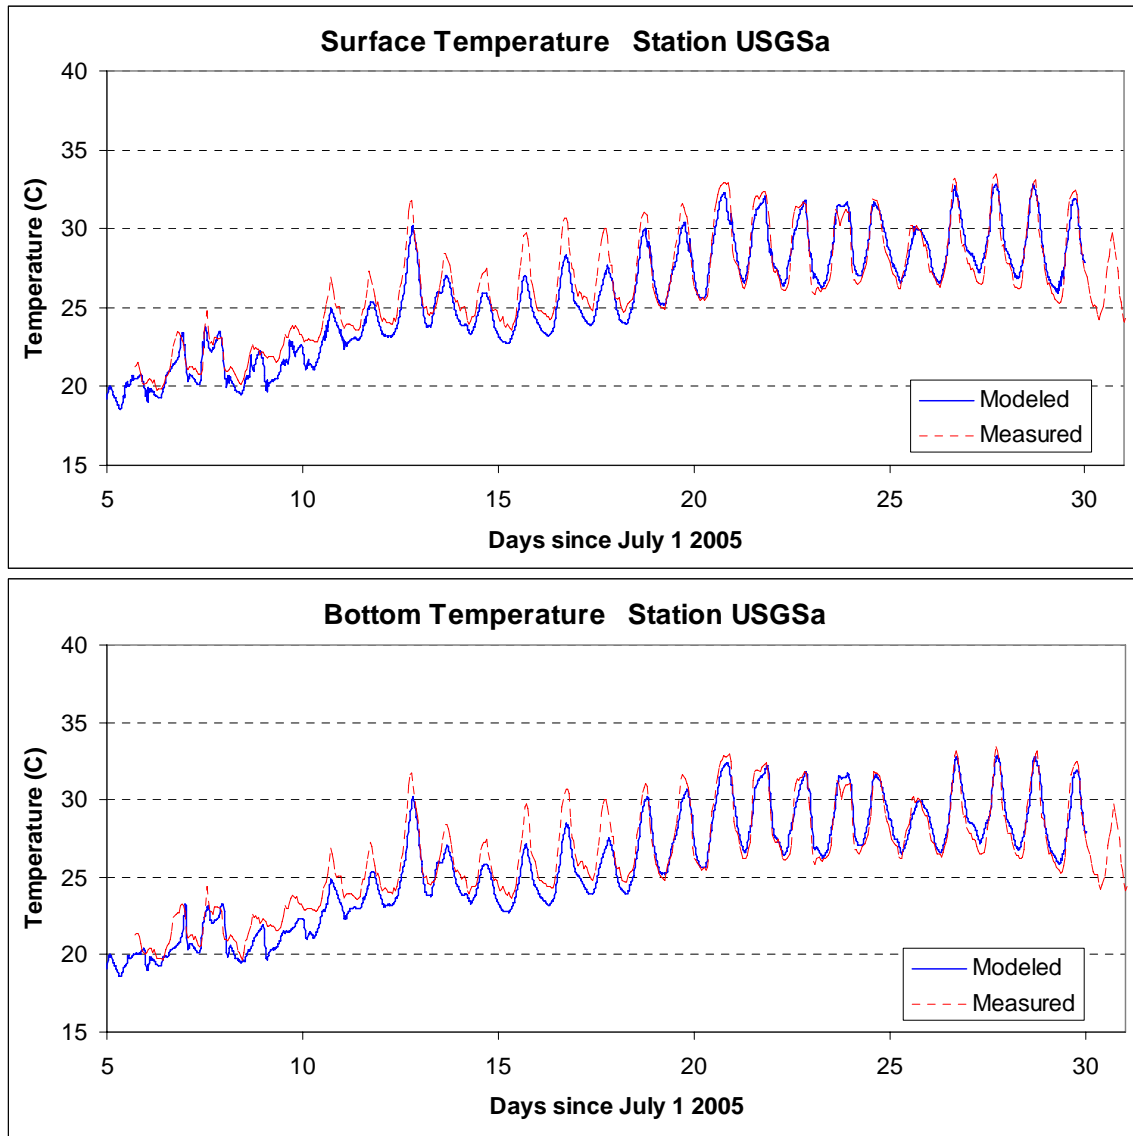 Surface Temperature Station USGSa
40
35
30
25
20
15
Temperature (C)
5 10 15 20 25 30
Days since July 1 2005
Modeled
Measured
Bottom Temperature Station USGSa
40
35
30
25
20
15
Temperature (C)
5 10 15 20 25 30
Days since July 1 2005
Modeled
Measured